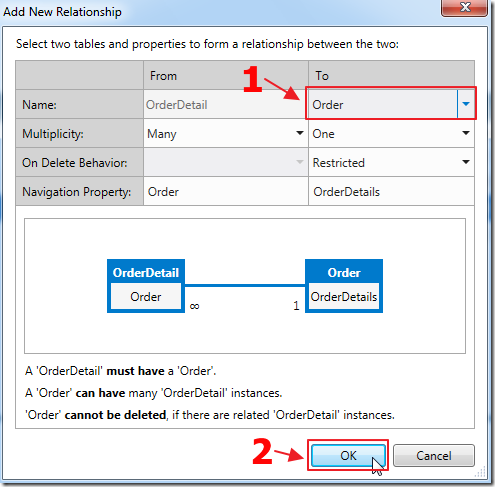 Add New Relationship
Select two tables and properties to form a relationship between the two:
From To
1
Name: OrderDetail Order
Multiplicity: Many One
On Delete Behavior: Restricted
Navigation Property: Order OrderDetails
OrderDetail Order
Order OrderDetails
∞ 1
A 'OrderDetail' must have a 'Order'.
A 'Order' can have many 'OrderDetail' instances.
'Order' cannot be deleted, if there are related 'OrderDetail' instances.
2 OK Cancel